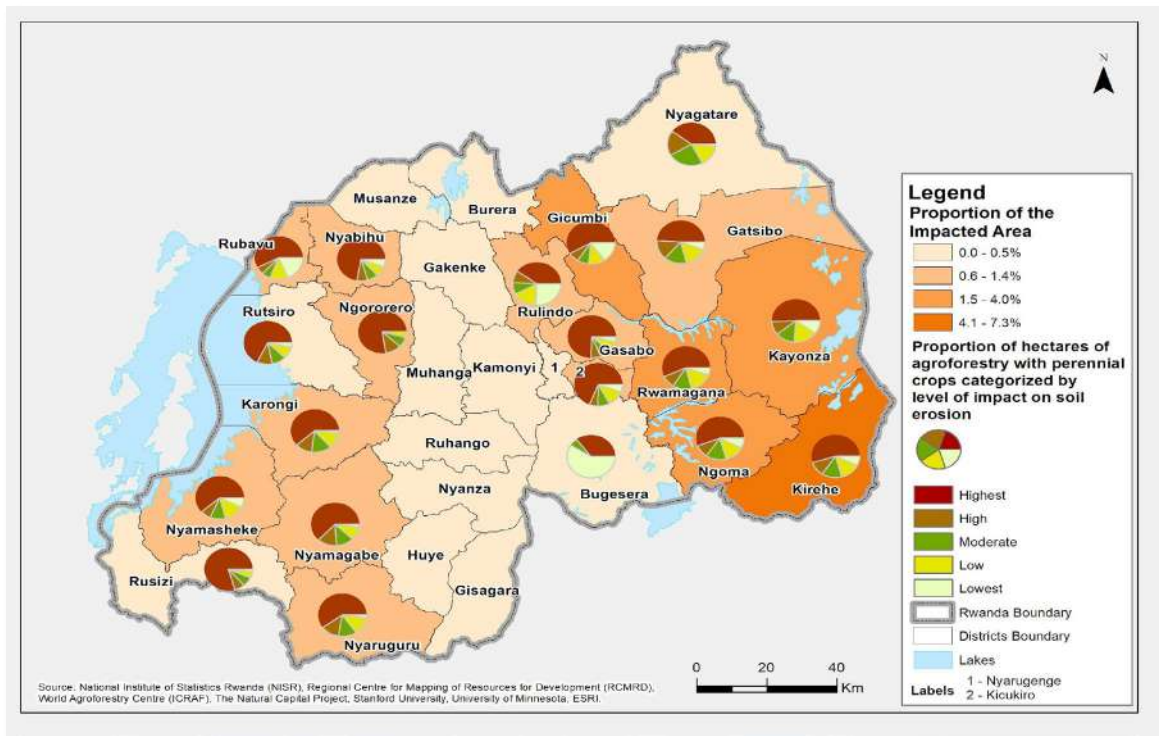 N
Nyagatare
Musanze
Burera
Gicumbi
Rubavu
Nyabihu
Gatsibo
Gakenke
Rutsiro
Ngororero
Rulindo
Gasabo
Kayonza
Muhanga
Kamonyi
1
2
Rwamagana
Karongi
Ruhango
Ngoma
Kirehe
Nyanza
Bugesera
Nyamasheke
Nyamagabe
Huye
Rusizi
Gisagara
Nyaruguru
Legend
Proportion of the
Impacted Area
0.0 - 0.5%
0.6 - 1.4%
1.5 - 4.0%
4.1 - 7.3%
Proportion of hectares of
agroforestry with perennial
crops categorized by
level of impact on soil
erosion
Highest
High
Moderate
Low
Lowest
Rwanda Boundary
Districts Boundary
Lakes
Labels 1 - Nyarugenge
2 - Kicukiro
0 20 40
Km
Source: National Institute of Statistics Rwanda (NISR), Regional Centre for Mapping of Resources for Development (RCMRD),
World Agroforestry Centre (ICRAF), The Natural Capital Project, Stanford University, University of Minnesota, ESRI.